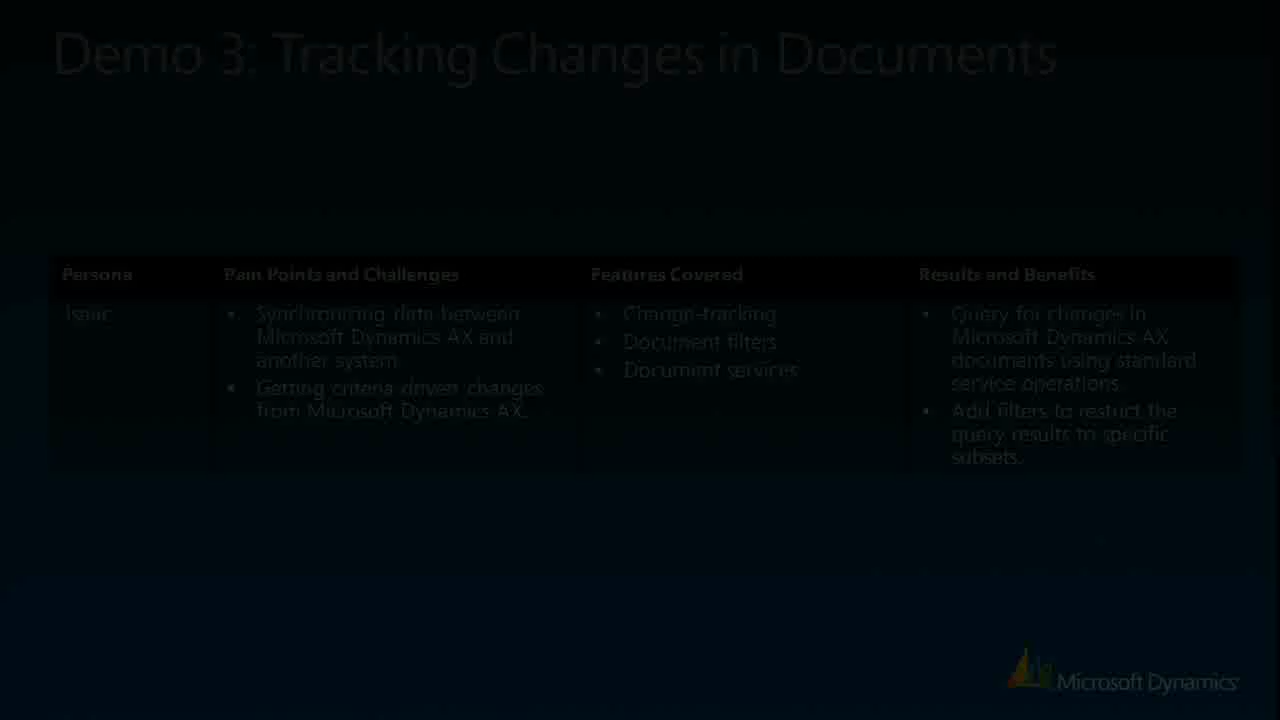 Demo 3: Tracking Changes in Documents
Persona
Pain Points and Challenges
Features Covered
Results and Benefits
Isaac
• Synchronizing data between
Microsoft Dynamics AX and
another system.
• Getting criteria driven changes
from Microsoft Dynamics AX.
• Change-tracking
• Document filters
• Document services
• Query for changes in
Microsoft Dynamics AX
documents using standard
service operations.
• Add filters to restrict the
query results to specific
subsets.
Microsoft Dynamics